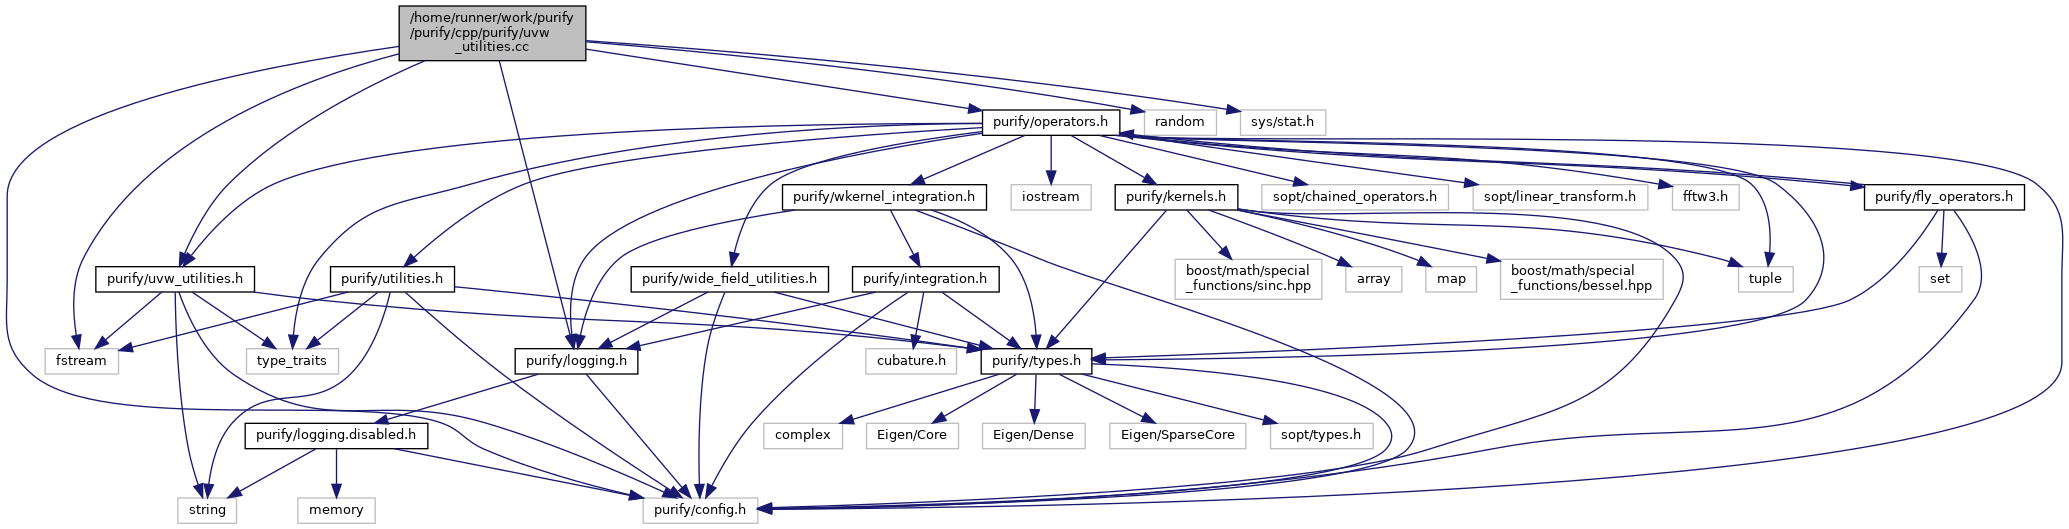 /home/runner/work/purify
/purify/cpp/purify/uvw
_utilities.cc
purify/operators.h
random
sys/stat.h
purify/wkernel_integration.h
iostream
purify/kernels.h
sopt/chained_operators.h
sopt/linear_transform.h
fftw3.h
purify/fly_operators.h
purify/uvw_utilities.h
purify/utilities.h
purify/wide_field_utilities.h
purify/integration.h
boost/math/special
_functions/sinc.hpp
array
map
boost/math/special
_functions/bessel.hpp
tuple
set
fstream
type_traits
purify/logging.h
cubature.h
purify/types.h
purify/logging.disabled.h
complex
Eigen/Core
Eigen/Dense
Eigen/SparseCore
sopt/types.h
string
memory
purify/config.h